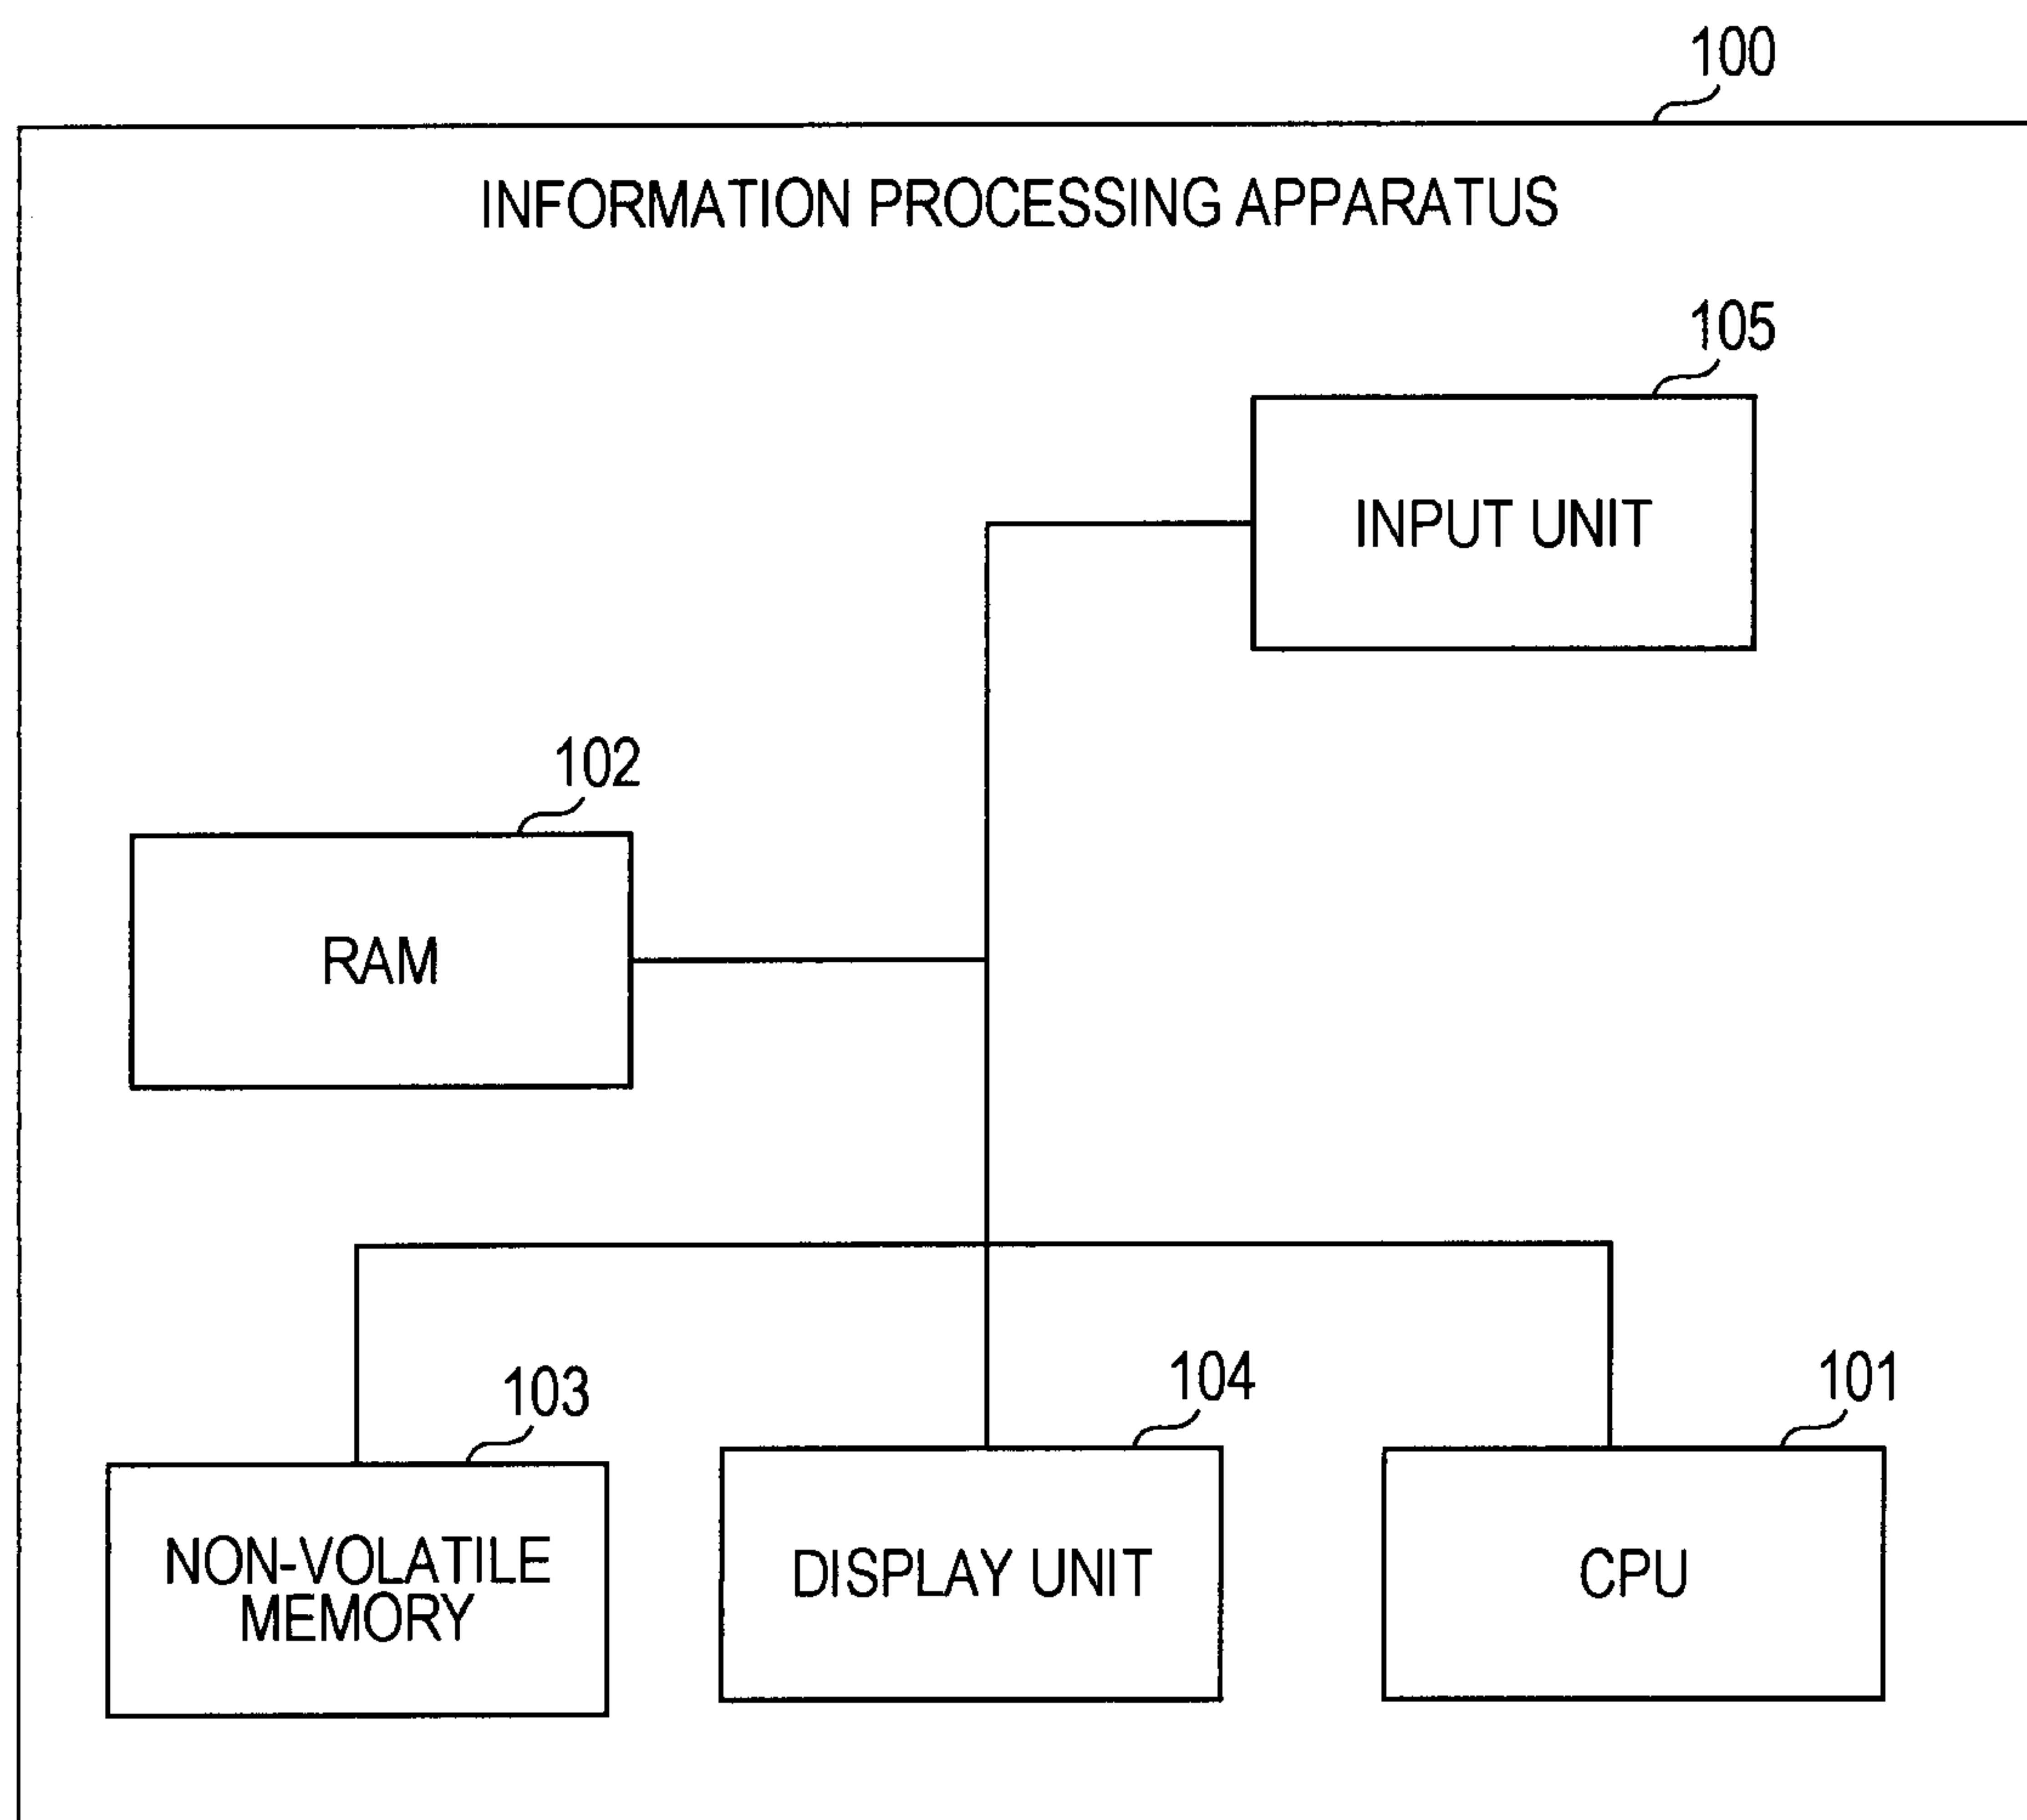 100
INFORMATION PROCESSING APPARATUS
105
INPUT UNIT
102
RAM
103
NON-VOLATILE
MEMORY
104
DISPLAY UNIT
101
CPU